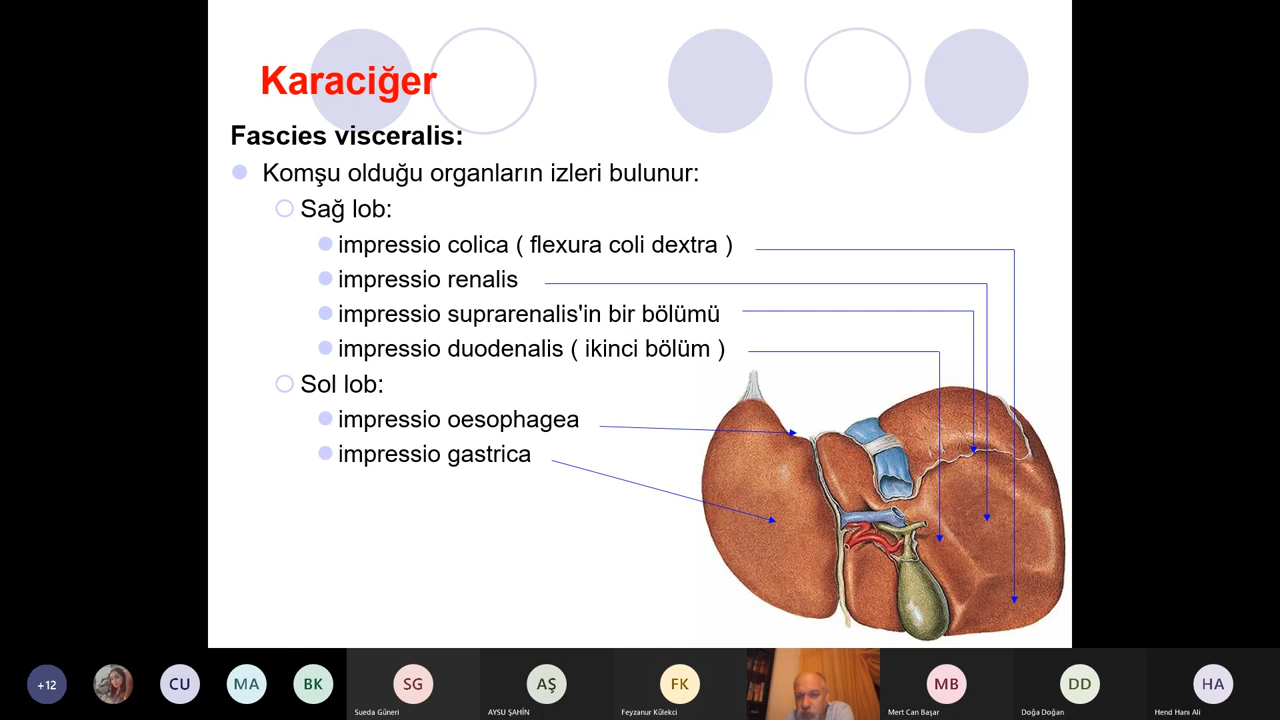 Karaciğer
Fascies visceralis:
Komşu olduğu organların izleri bulunur:
Sağ lob:
impressio colica ( flexura coli dextra )
impressio renalis
impressio suprarenalis'in bir bölümü
impressio duodenalis ( ikinci bölüm )
Sol lob:
impressio oesophagea
impressio gastrica
+12
CU
MA
BK
SG
AŞ
FK
MB
DD
HA
Sueda Güneri
AYSU ŞAHİN
Feyzanur Külekci
Mert Can Başar
Doğa Doğan
Hend Hanı Ali